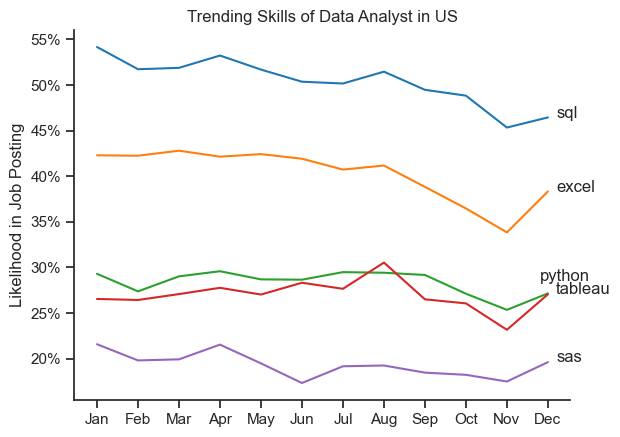 Trending Skills of Data Analyst in US
Likelihood in Job Posting
55%
50%
45%
40%
35%
30%
25%
20%
sql
excel
python
tableau
sas
Jan Feb Mar Apr May Jun Jul Aug Sep Oct Nov Dec